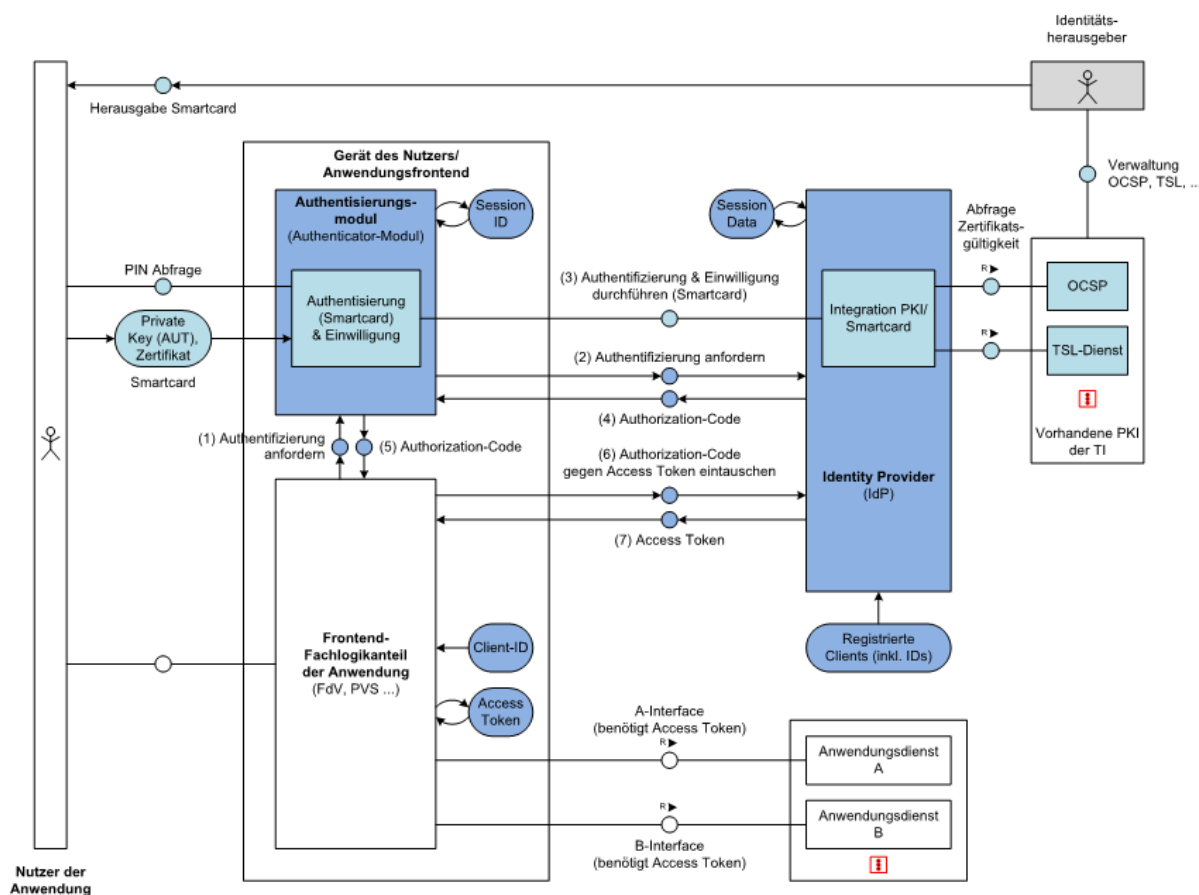 Identitäts-
herausgeber
Herausgabe Smartcard
Verwaltung
OCSP, TSL, ..
Gerät des Nutzers/
Anwendungsfrontend
Authentisierungs-
modul
(Authenticator-Modul)
Session
ID
Session
Data
Abfrage
Zertifikats-
gültigkeit
PIN Abfrage
(3) Authentifizierung & Einwilligung
durchführen (Smartcard)
R
OCSP
Authentisierung
(Smartcard)
& Einwilligung
Integration PKI/
Smartcard
Private
Key (AUT),
Zertifikat
Smartcard
R
TSL-Dienst
(2) Authentifizierung anfordern
(4) Authorization-Code
Vorhandene PKI
der TI
(1) Authentifizierung
anfordern
(5) Authorization-Code
(6) Authorization-Code
gegen Access Token eintauschen
Identity Provider
(IdP)
(7) Access Token
Frontend-
Fachlogikanteil
der Anwendung
(FdV, PVS ...)
Client-ID
Registrierte
Clients (inkl. IDs)
Access
Token
A-Interface
(benötigt Access Token)
R
Anwendungsdienst
A
R
Anwendungsdienst
B
B-Interface
(benötigt Access Token)
Nutzer der
Anwendung